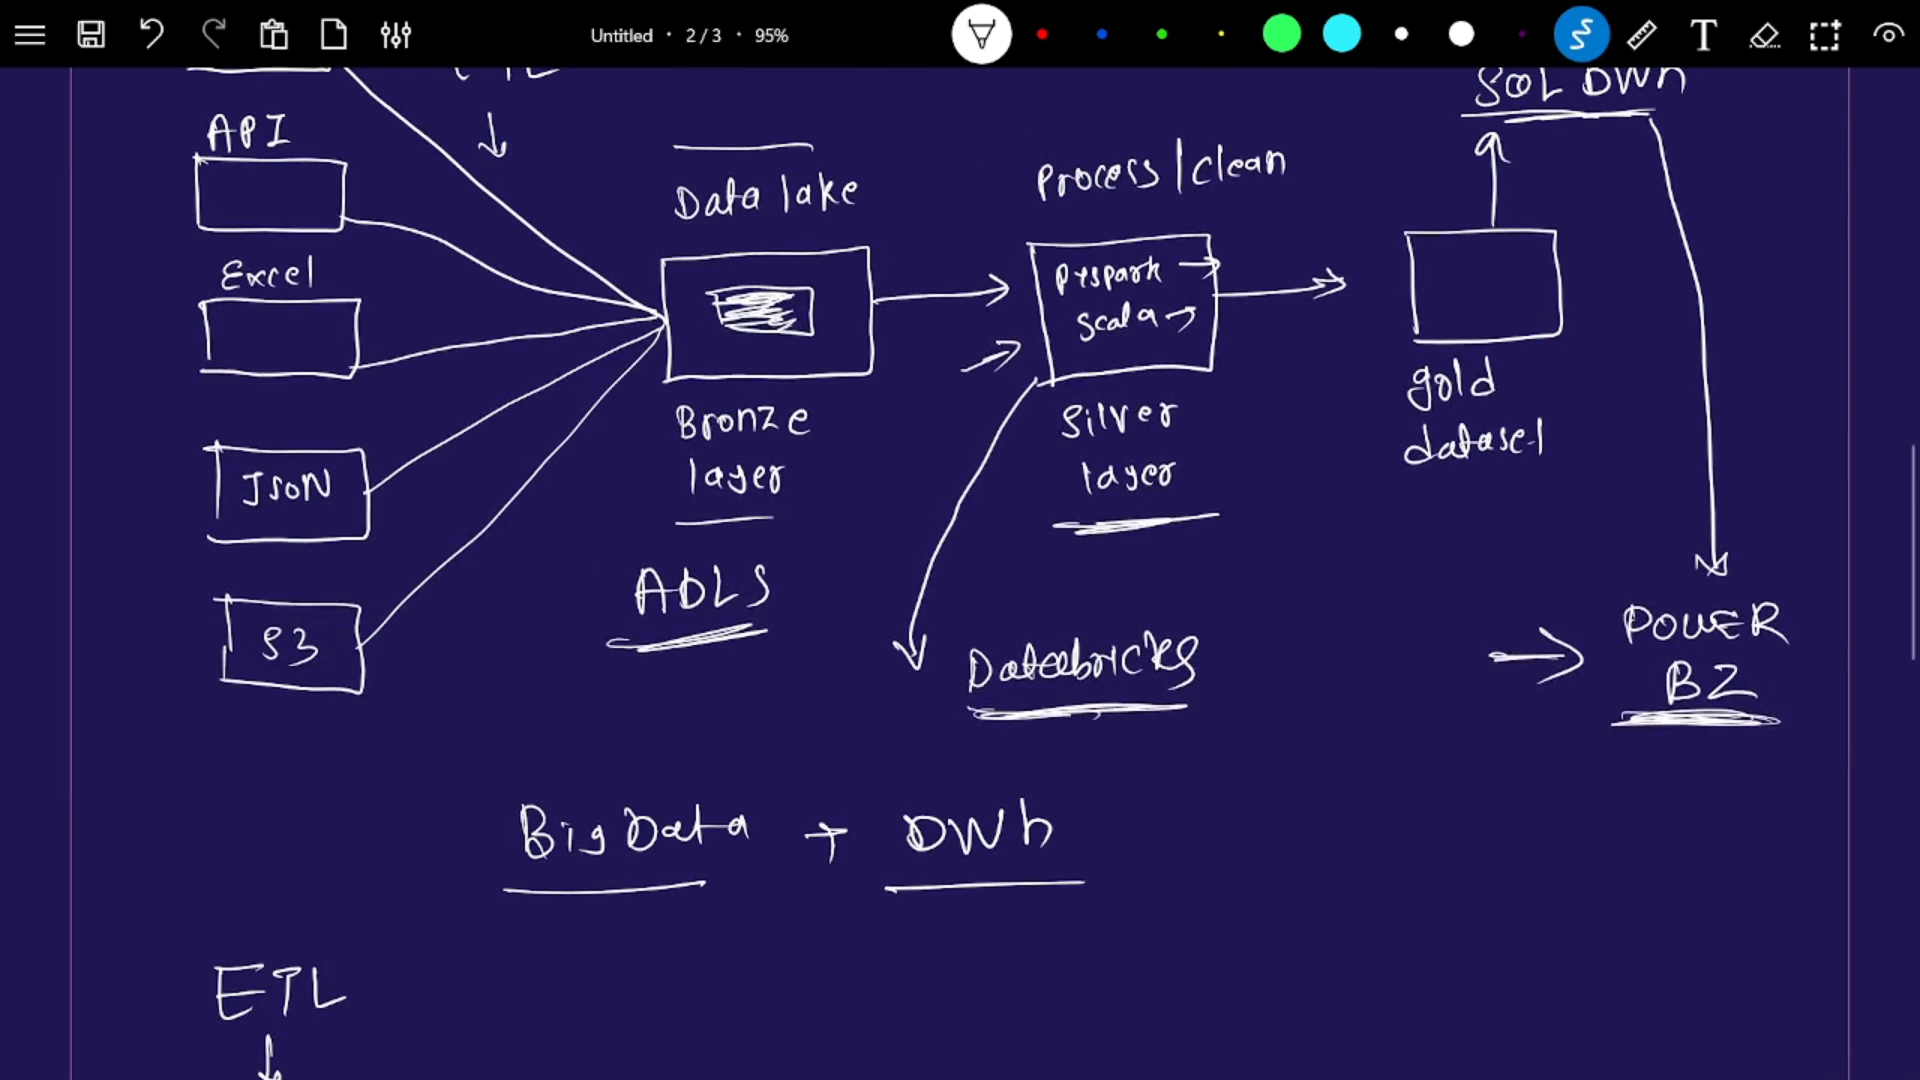 Untitled • 2 / 3 • 95%
T
SQL DWh
API
Data lake
Process/clean
Excel
Pyspark →
Scala →
Bronze
layer
Silver
layer
gold
dataset
JSON
ADLS
S3
Databricks
POWER
BI
Big Data + DWh
ETL